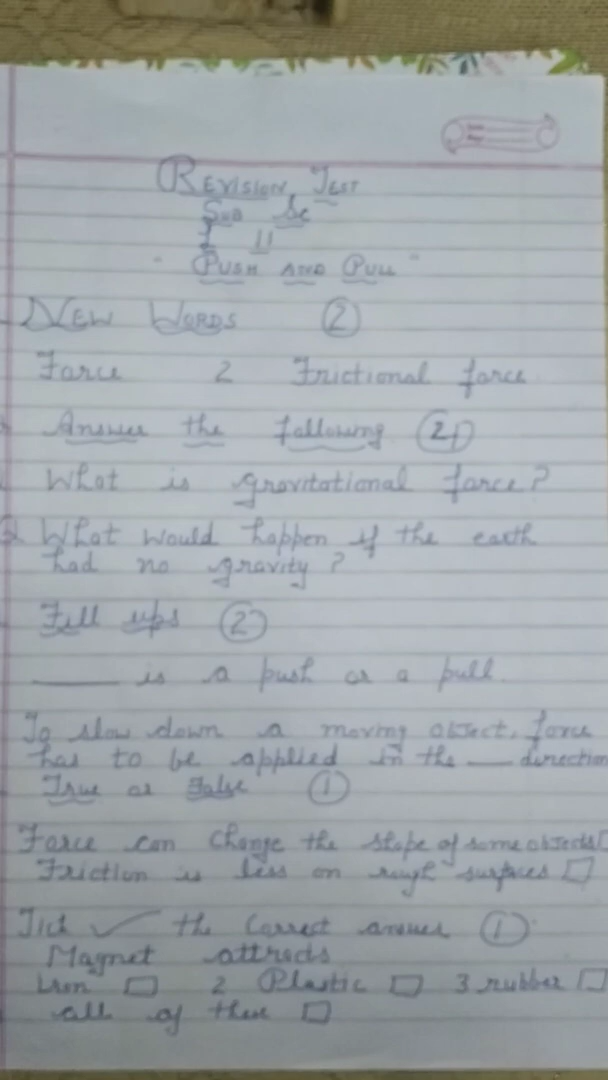 Revision Test
Sub Sc
I U
"Push and Pull"
New Words 2
Force 2 Frictional force
Answer the following 4
What is gravitational force?
What would happen if the earth
had no gravity?
Fill ups 2
____ is a push or a pull.
To slow down a moving object, force
has to be applied in the ___ direction
True or False 1
Force can change the shape of some objects □
Friction is less on rough surfaces □
Tick ✓ the correct answer 1
Magnet attracts
Iron □ 2 Plastic □ 3 rubber □
all of these □